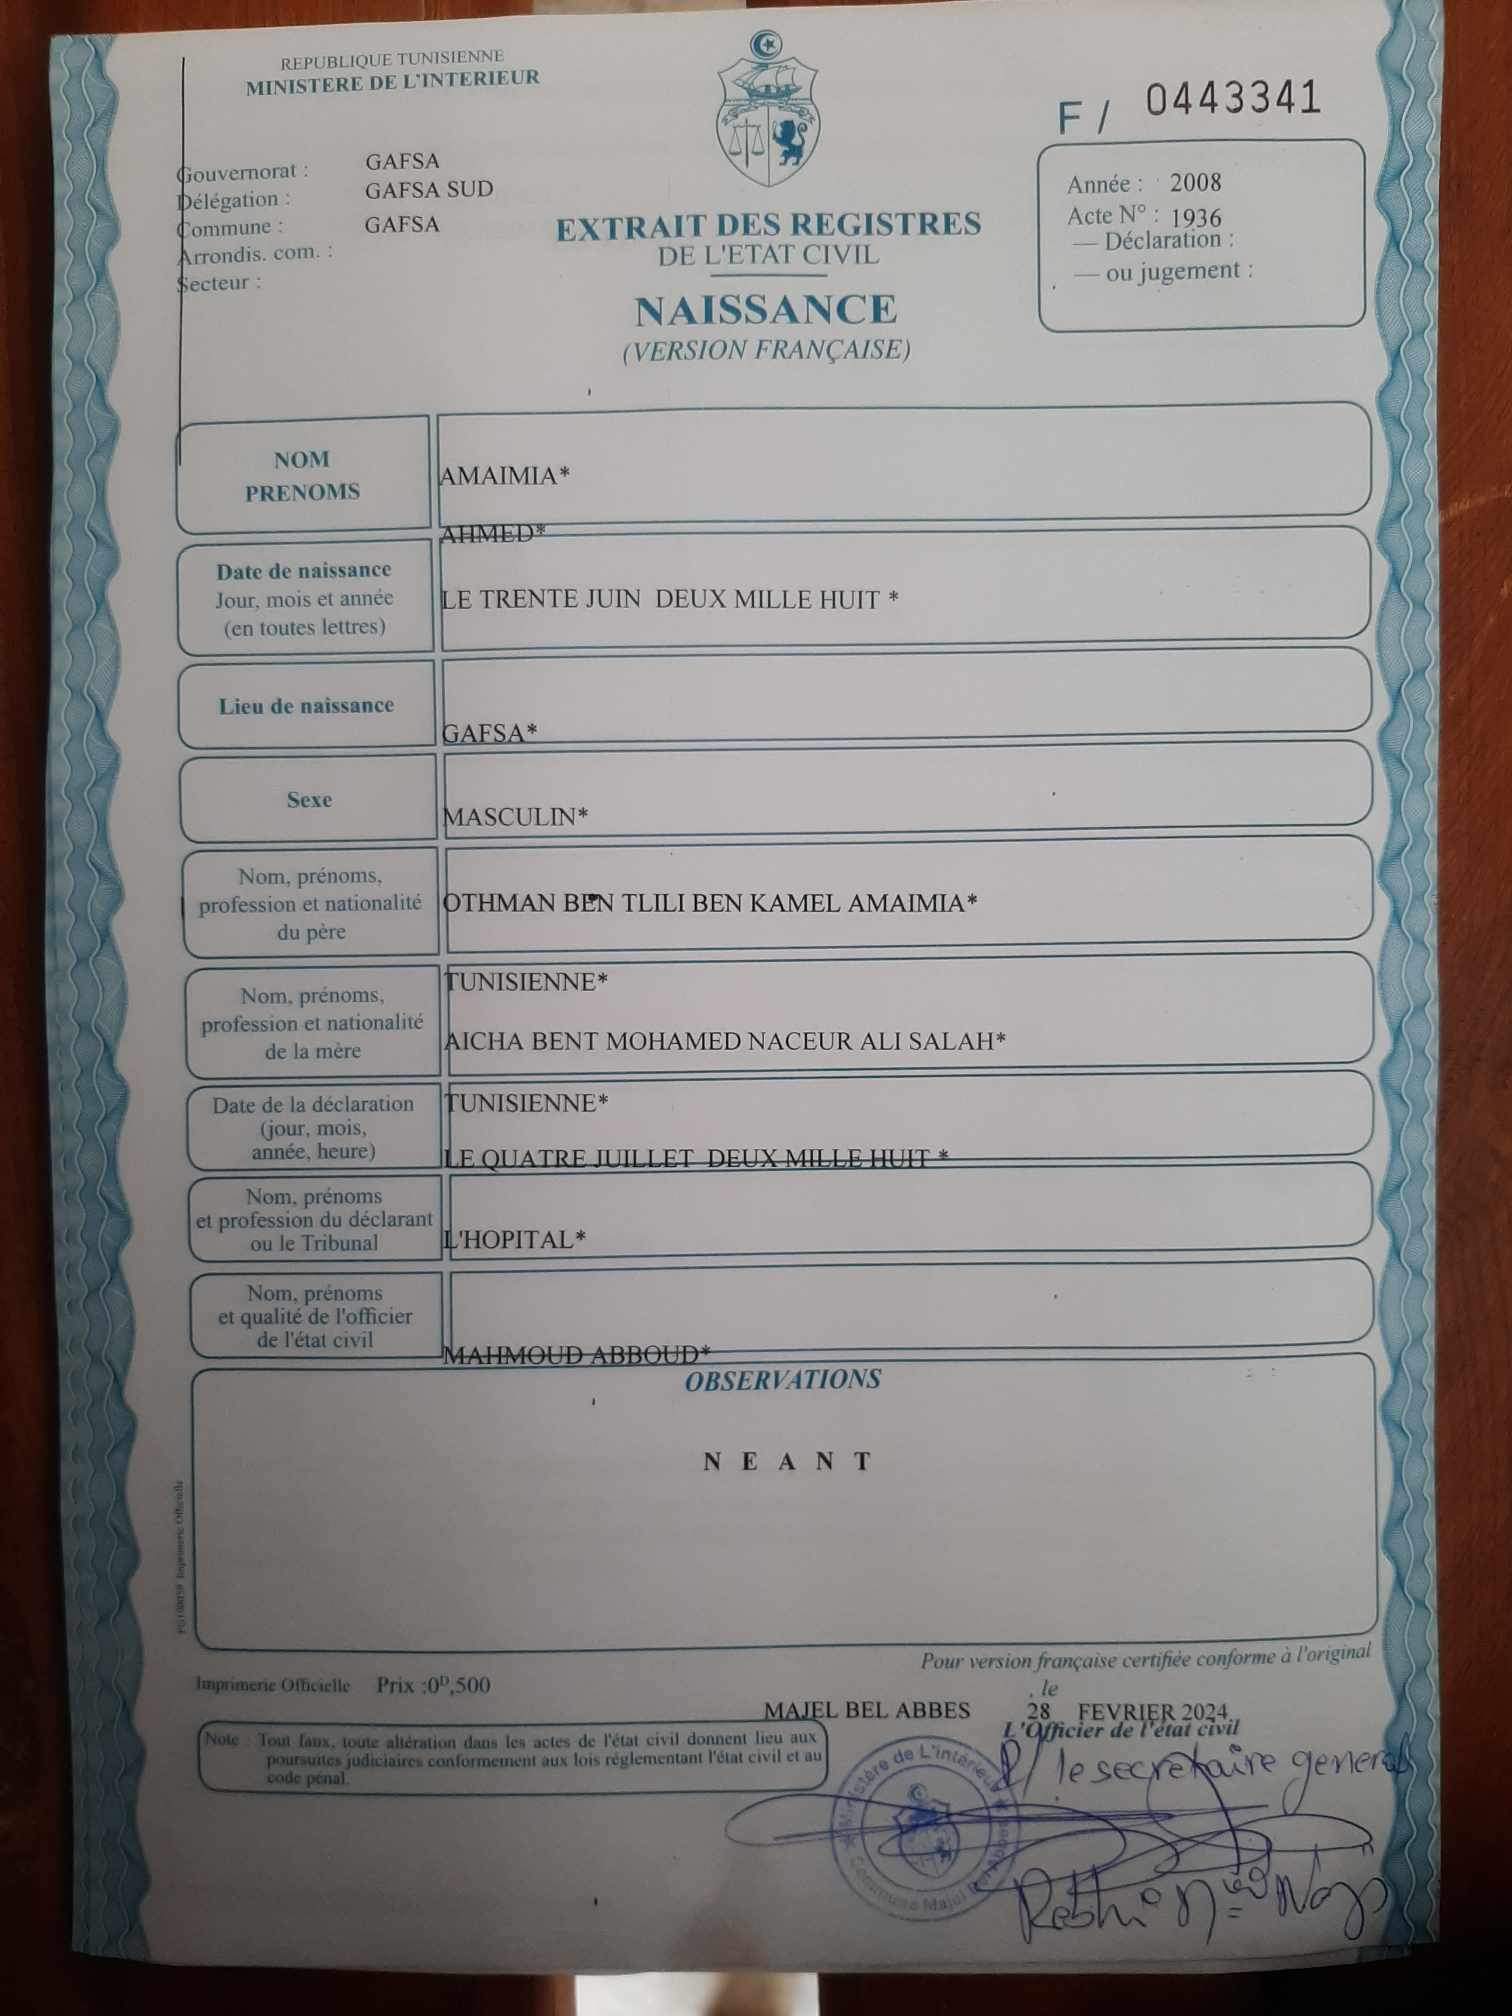 REPUBLIQUE TUNISIENNE
MINISTERE DE L'INTERIEUR
F / 0443341
Gouvernorat : GAFSA
Délégation : GAFSA SUD
Commune : GAFSA
Arrondis. com. :
Secteur :
EXTRAIT DES REGISTRES
DE L'ETAT CIVIL
NAISSANCE
(VERSION FRANÇAISE)
Année : 2008
Acte N° : 1936
— Déclaration :
— ou jugement :
NOM
PRENOMS
AMAIMIA*
AHMED*
Date de naissance
Jour, mois et année
(en toutes lettres)
LE TRENTE JUIN DEUX MILLE HUIT *
Lieu de naissance
GAFSA*
Sexe
MASCULIN*
Nom, prénoms,
profession et nationalité
du père
OTHMAN BEN TLILI BEN KAMEL AMAIMIA*
TUNISIENNE*
Nom, prénoms,
profession et nationalité
de la mère
AICHA BENT MOHAMED NACEUR ALI SALAH*
TUNISIENNE*
Date de la déclaration
(jour, mois,
année, heure)
LE QUATRE JUILLET DEUX MILLE HUIT *
Nom, prénoms
et profession du déclarant
ou le Tribunal
L'HOPITAL*
Nom, prénoms
et qualité de l'officier
de l'état civil
MAHMOUD ABBOUD*
OBSERVATIONS
N E A N T
Imprimerie Officielle
Pour version française certifiée conforme à l'original
Imprimerie Officielle Prix :0ᴰ,500
, le
MAJEL BEL ABBES 28 FEVRIER 2024
L'Officier de l'état civil
Note : Tout faux, toute altération dans les actes de l'état civil donnent lieu aux
poursuites judiciaires conformement aux lois réglementant l'état civil et au
code pénal.
P/ le secretaire general
Ministère de L'intérieur
Commune Majel Bel Abbes